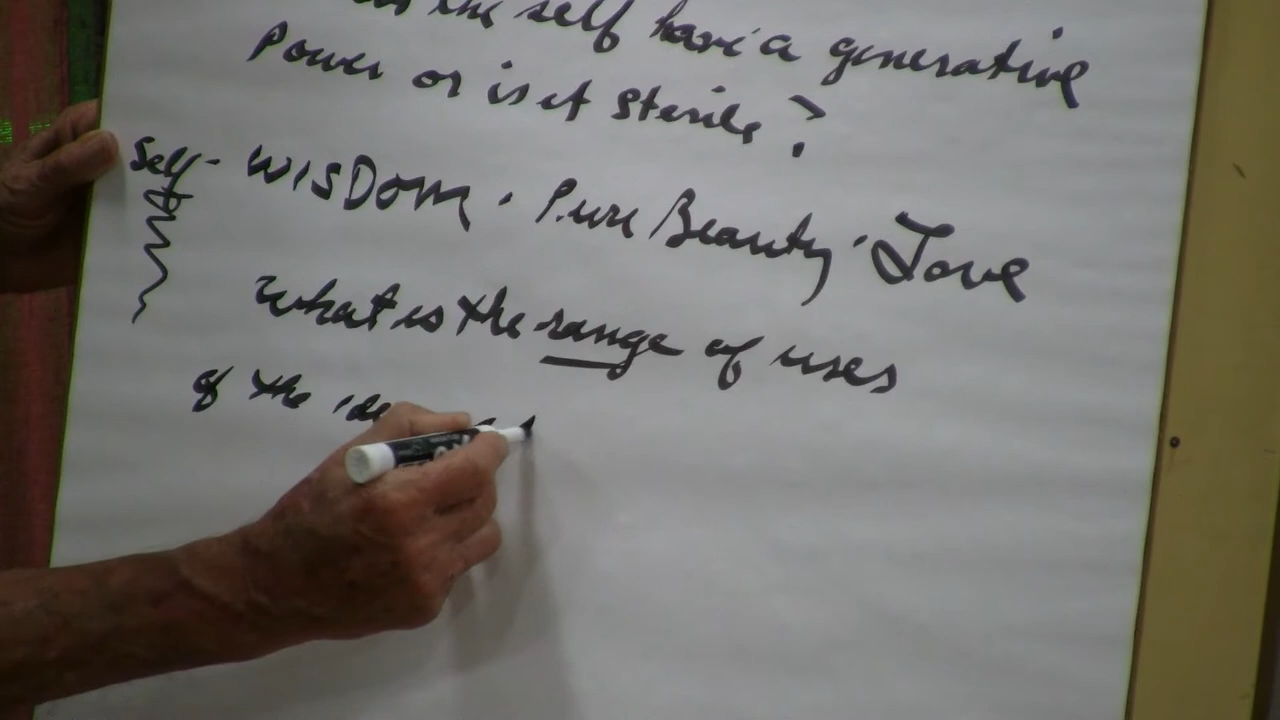 the self have a generative
Power or is it sterile?
Self - WISDOM. Pure Beauty. Love
What is the range of uses
of the